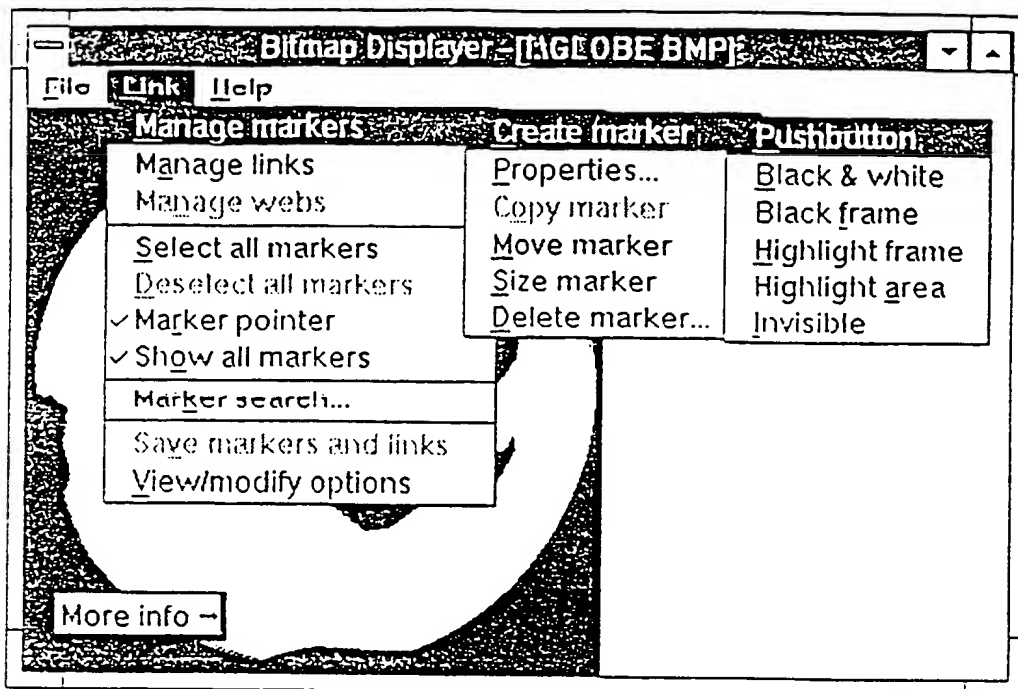 Bitmap Displayer - [I:\GLOBE.BMP]
File Link Help
Manage markers
Manage links
Manage webs
Select all markers
Deselect all markers
✓ Marker pointer
✓ Show all markers
Marker search...
Save markers and links
View/modify options
Create marker
Properties...
Copy marker
Move marker
Size marker
Delete marker...
Pushbutton
Black & white
Black frame
Highlight frame
Highlight area
Invisible
More info →